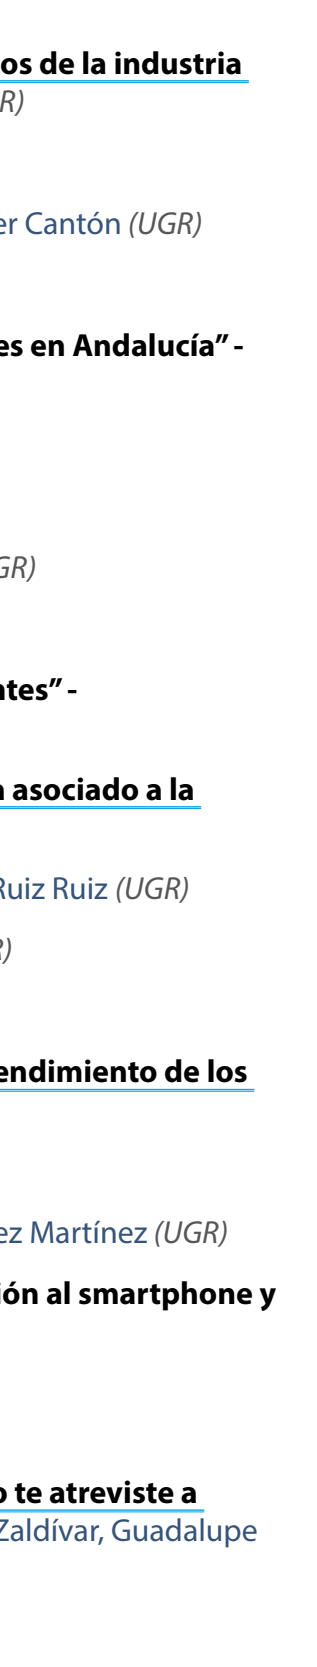 os de la industria
R)
er Cantón (UGR)
es en Andalucía” -
GR)
ntes” -
a asociado a la
Ruiz Ruiz (UGR)
R)
endimiento de los
ez Martínez (UGR)
ión al smartphone y
o te atreviste a
Zaldívar, Guadalupe